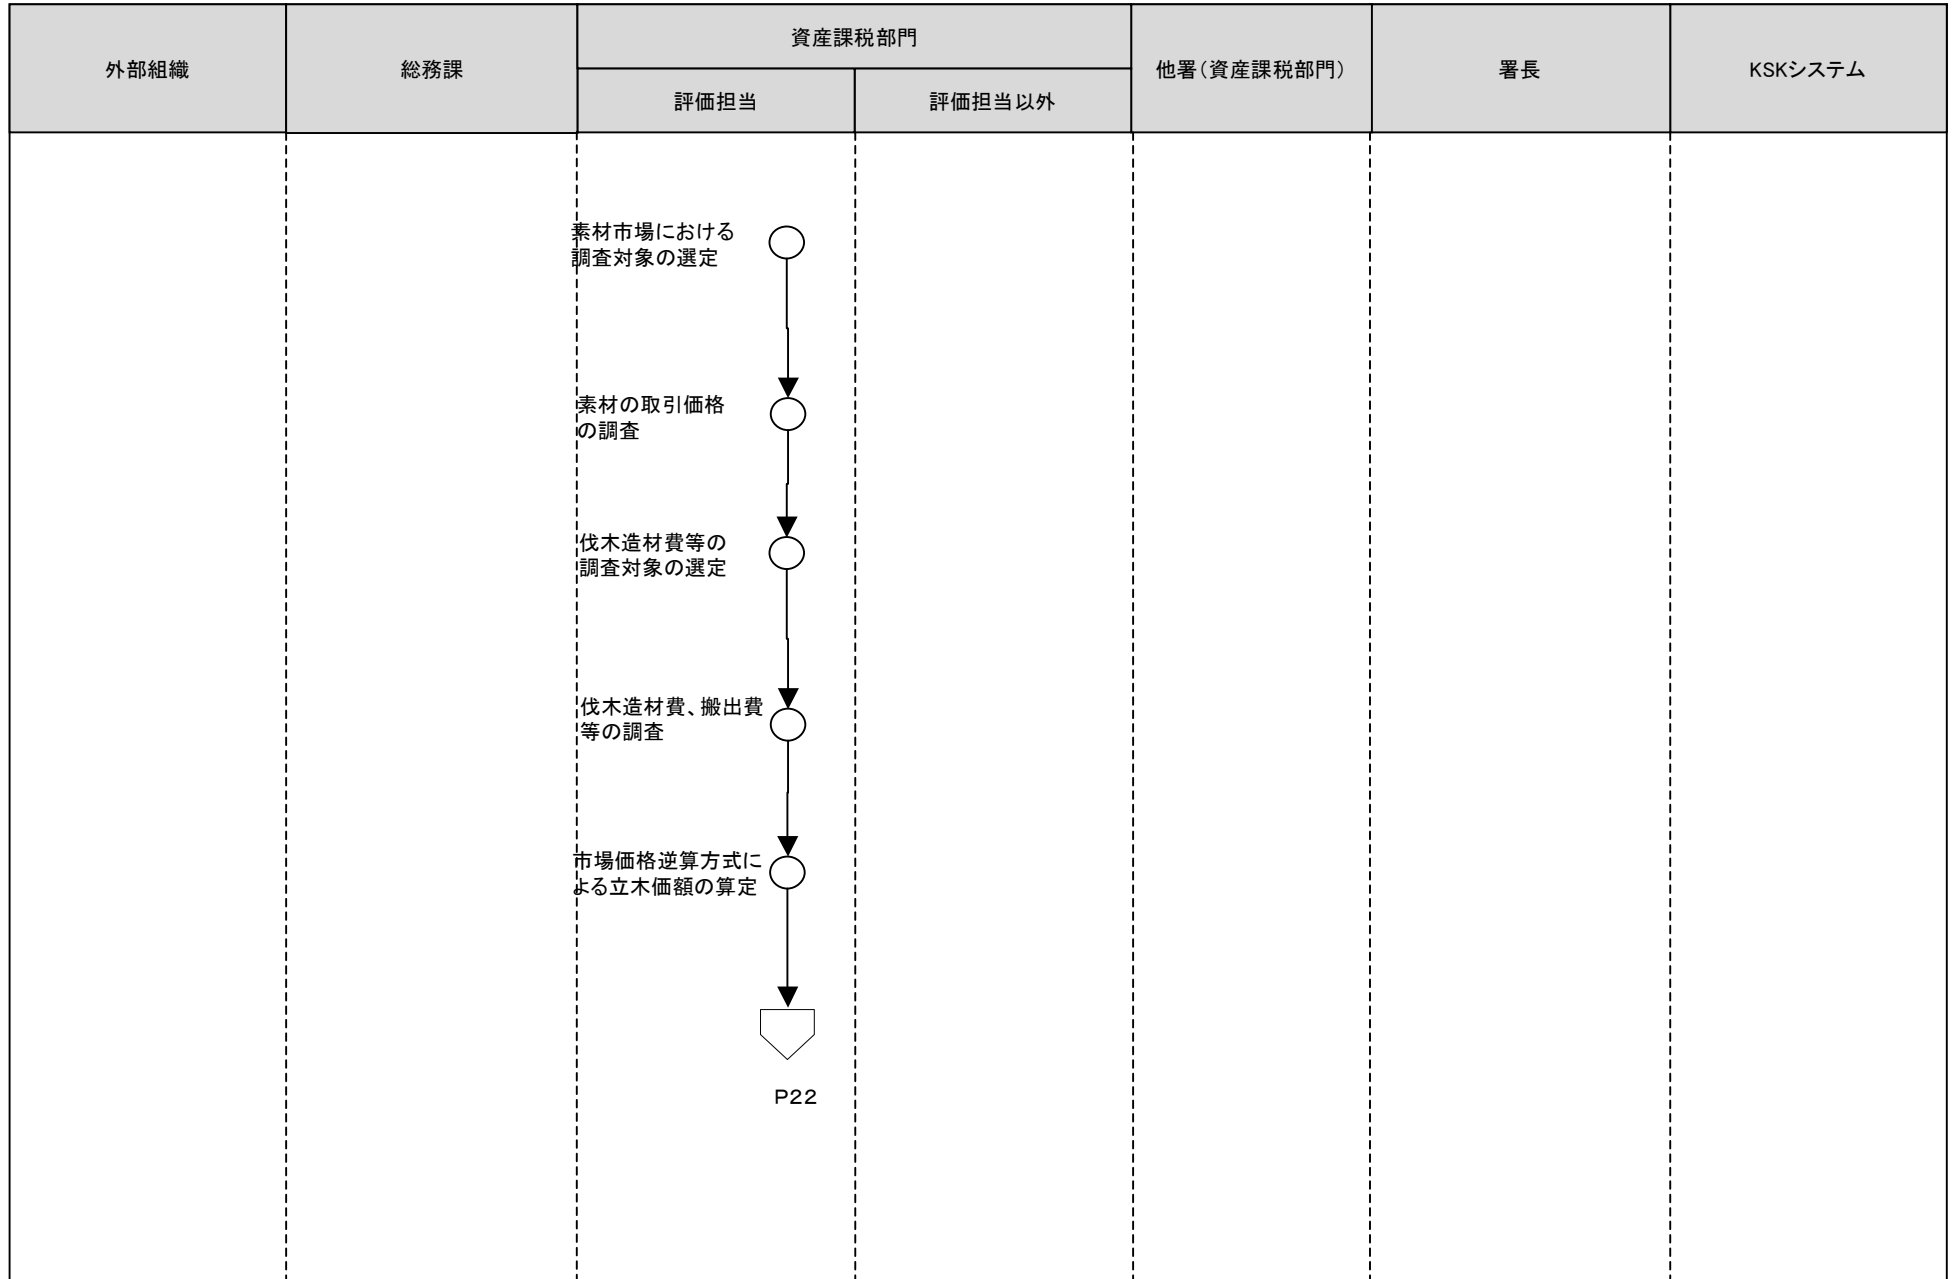 外部組織
総務課
資産課税部門
評価担当
評価担当以外
他署（資産課税部門）
署長
KSKシステム
素材市場における
調査対象の選定
素材の取引価格
の調査
伐木造材費等の
調査対象の選定
伐木造材費、搬出費
等の調査
市場価格逆算方式に
よる立木価額の算定
P22